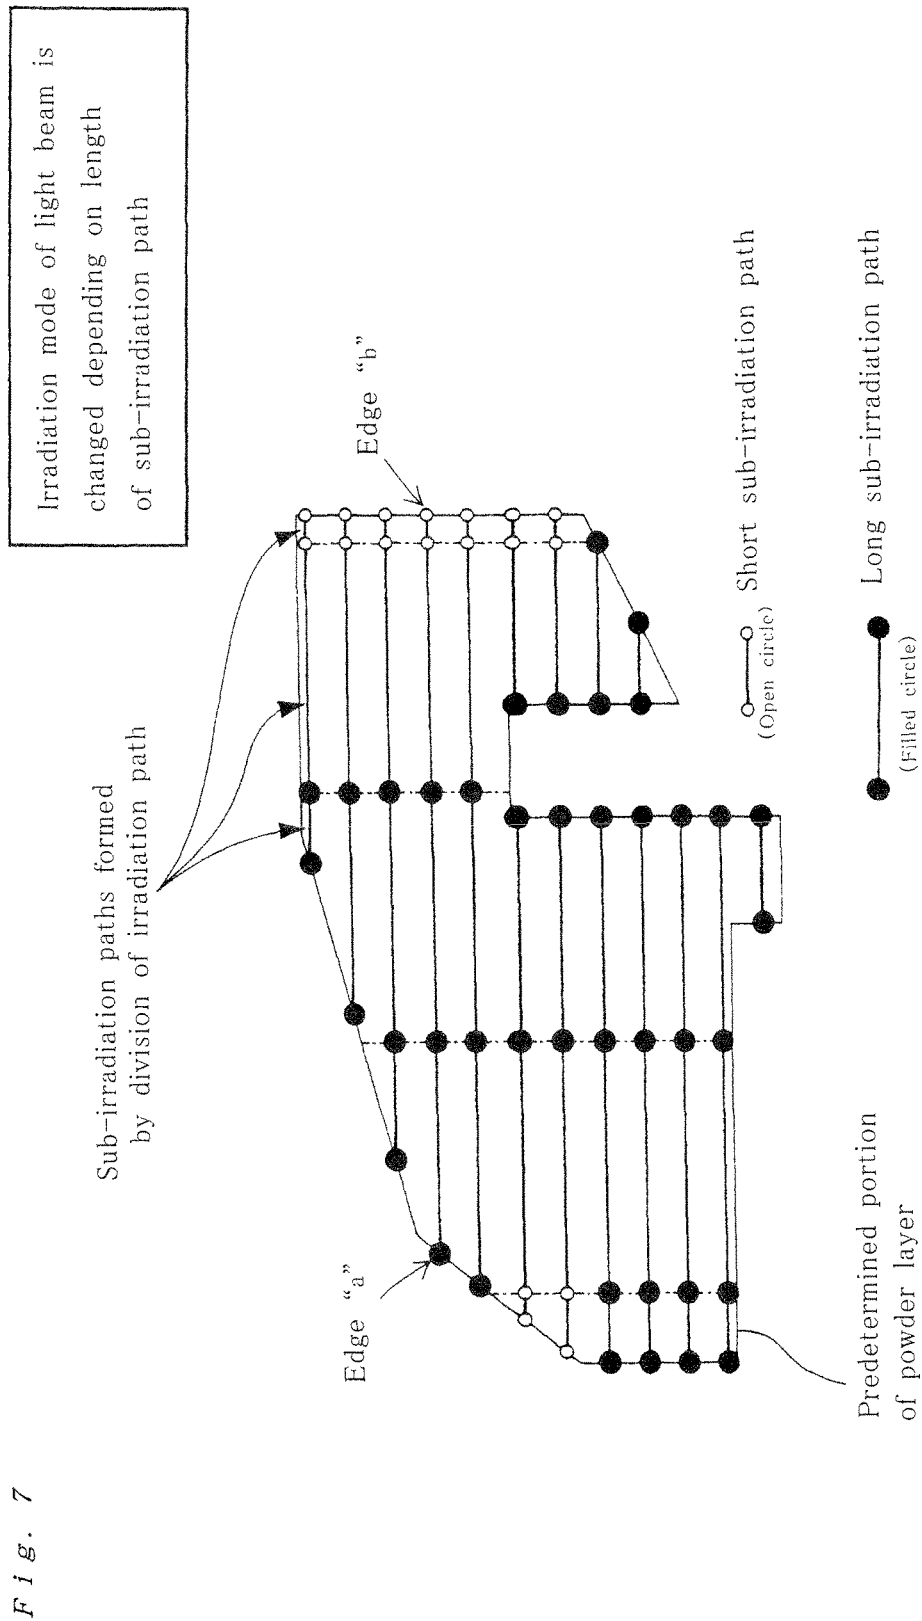 Fig. 7
Irradiation mode of light beam is
changed depending on length
of sub-irradiation path
Sub-irradiation paths formed
by division of irradiation path
Edge “a”
Edge “b”
Short sub-irradiation path
(Open circle)
Long sub-irradiation path
(Filled circle)
Predetermined portion
of powder layer